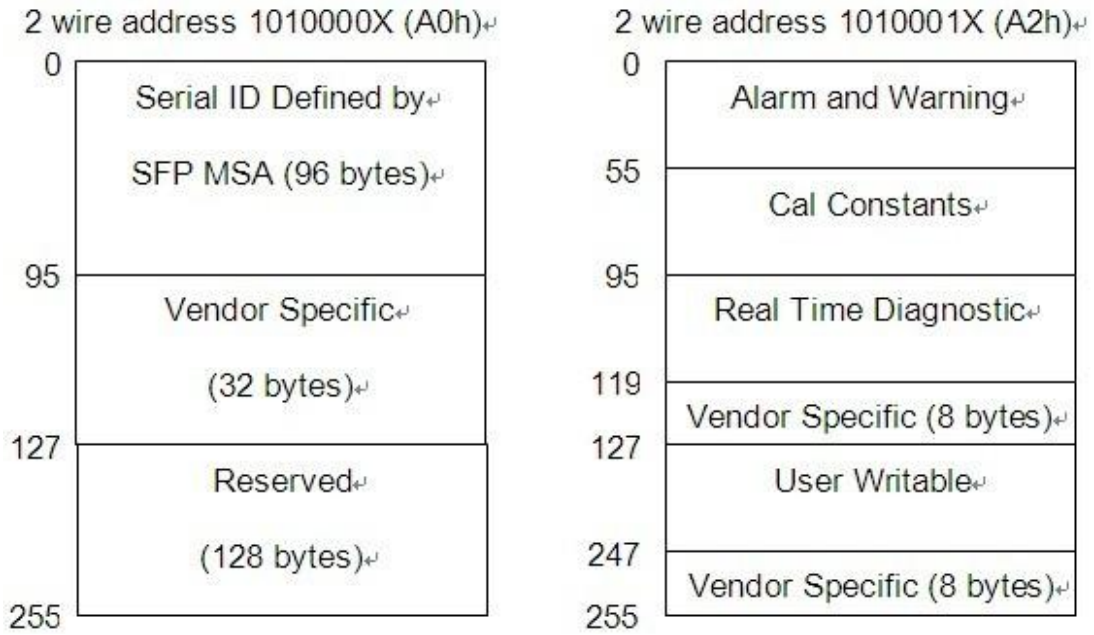 2 wire address 1010000X (A0h)↵
0
Serial ID Defined by↵
SFP MSA (96 bytes)↵
95
Vendor Specific↵
(32 bytes)↵
127
Reserved↵
(128 bytes)↵
255
2 wire address 1010001X (A2h)↵
0
Alarm and Warning↵
55
Cal Constants↵
95
Real Time Diagnostic↵
119
Vendor Specific (8 bytes)↵
127
User Writable↵
247
Vendor Specific (8 bytes)↵
255